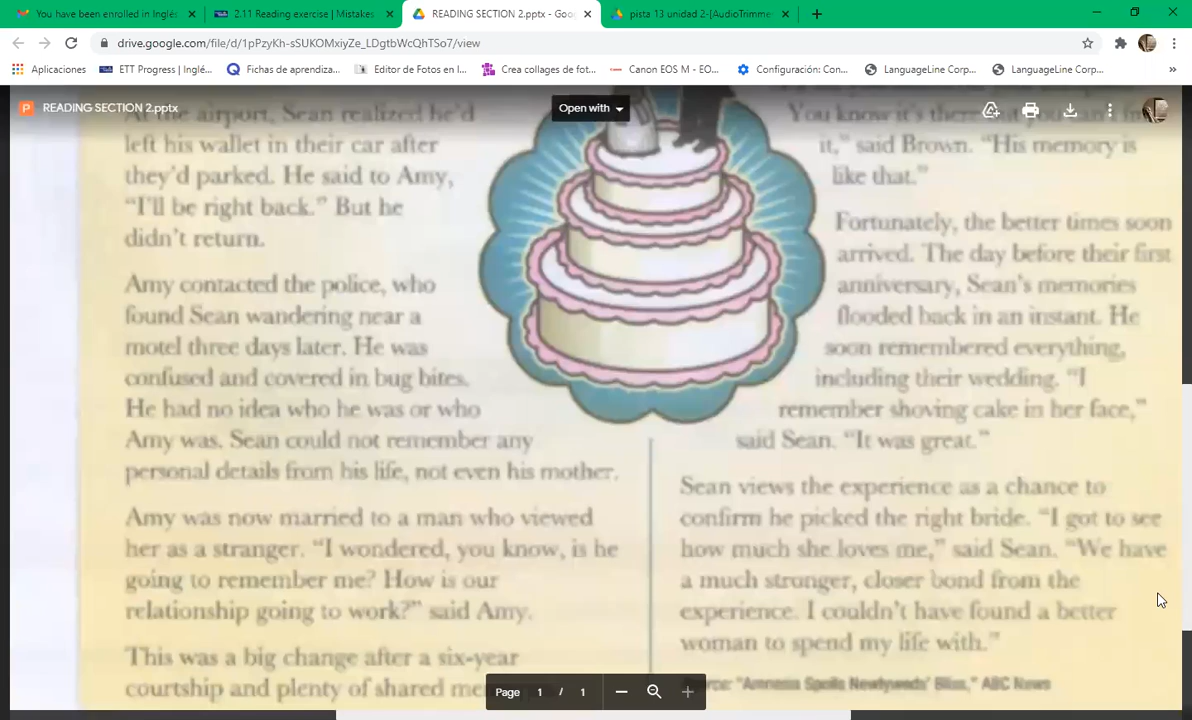 You have been enrolled in Inglés
2.11 Reading exercise | Mistakes
READING SECTION 2.pptx - Goo
pista 13 unidad 2-[AudioTrimmer
drive.google.com/file/d/1pPzyKh-sSUKOMxiyZe_LDgtbWcQhTSo7/view
Aplicaciones
ETT Progress | Inglé...
Fichas de aprendiza...
Editor de Fotos en l...
Crea collages de fot...
Canon EOS M - EO...
Configuración: Con...
LanguageLine Corp...
LanguageLine Corp...
READING SECTION 2.pptx
Open with
At the airport, Sean realized he'd
left his wallet in their car after
they'd parked. He said to Amy,
"I'll be right back." But he
didn't return.
Amy contacted the police, who
found Sean wandering near a
motel three days later. He was
confused and covered in bug bites.
He had no idea who he was or who
Amy was. Sean could not remember any
personal details from his life, not even his mother.
Amy was now married to a man who viewed
her as a stranger. "I wondered, you know, is he
going to remember me? How is our
relationship going to work?" said Amy.
This was a big change after a six-year
courtship and plenty of shared
You know it's there
it," said Brown. "His memory is
like that."
Fortunately, the better times soon
arrived. The day before their first
anniversary, Sean's memories
flooded back in an instant. He
soon remembered everything,
including their wedding. "I
remember shoving cake in her face,"
said Sean. "It was great."
Sean views the experience as a chance to
confirm he picked the right bride. "I got to see
how much she loves me," said Sean. "We have
a much stronger, closer bond from the
experience. I couldn't have found a better
woman to spend my life with."
"Amnesia Spoils Newlyweds' Bliss," ABC News
Page 1 / 1